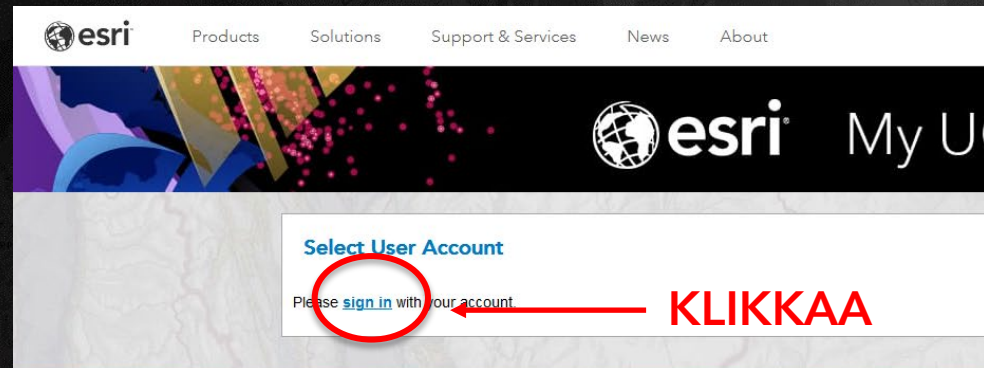 esri Products Solutions Support & Services News About
esri My
Select User Account
Please sign in with your account.
KLIKKAA